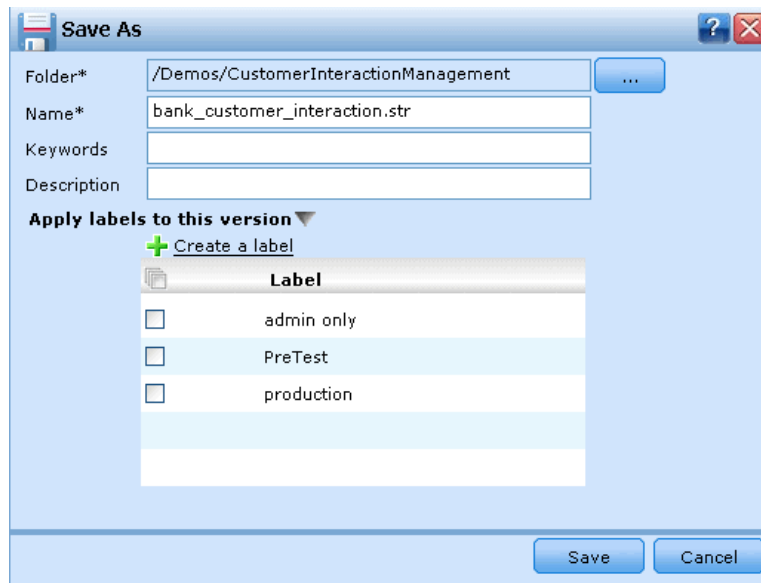 Save As
?
Folder* /Demos/CustomerInteractionManagement ...
Name* bank_customer_interaction.str
Keywords
Description
Apply labels to this version
Create a label
Label
admin only
PreTest
production
Save Cancel